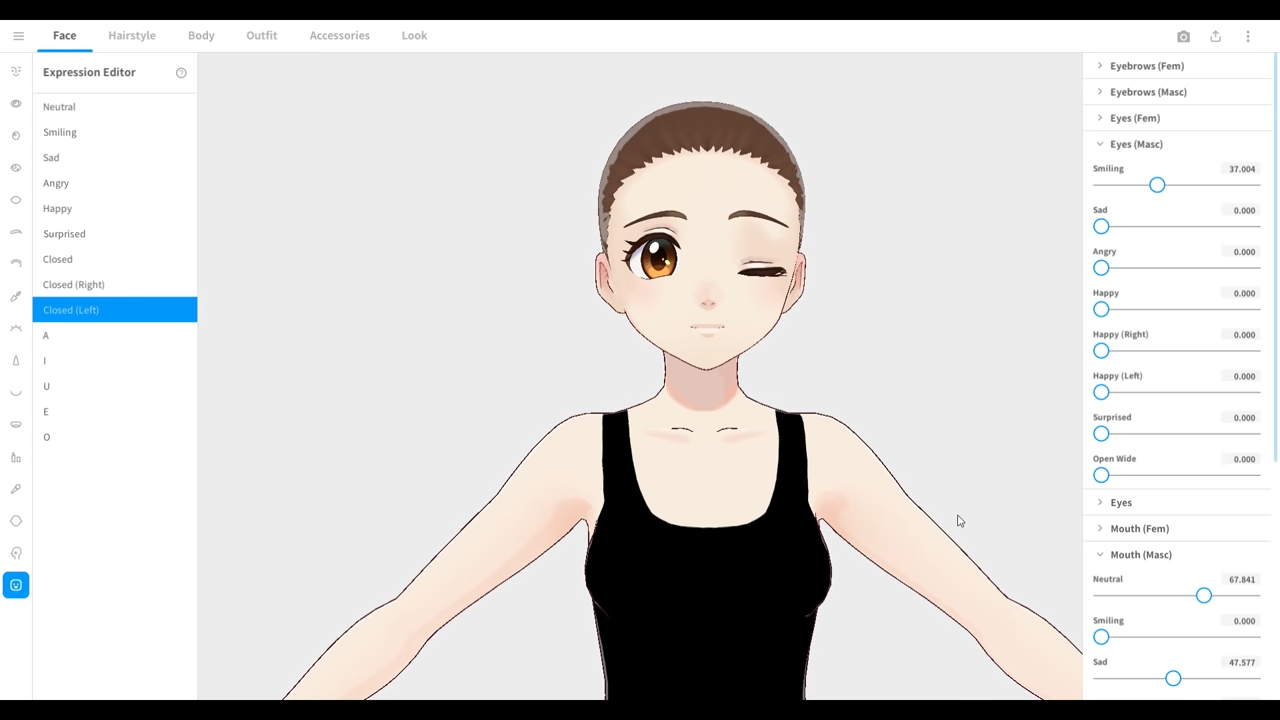 Face Hairstyle Body Outfit Accessories Look
Expression Editor
Neutral
Smiling
Sad
Angry
Happy
Surprised
Closed
Closed (Right)
Closed (Left)
A
I
U
E
O
Eyebrows (Fem)
Eyebrows (Masc)
Eyes (Fem)
Eyes (Masc)
Smiling 37.004
Sad 0.000
Angry 0.000
Happy 0.000
Happy (Right) 0.000
Happy (Left) 0.000
Surprised 0.000
Open Wide 0.000
Eyes
Mouth (Fem)
Mouth (Masc)
Neutral 67.841
Smiling 0.000
Sad 47.577